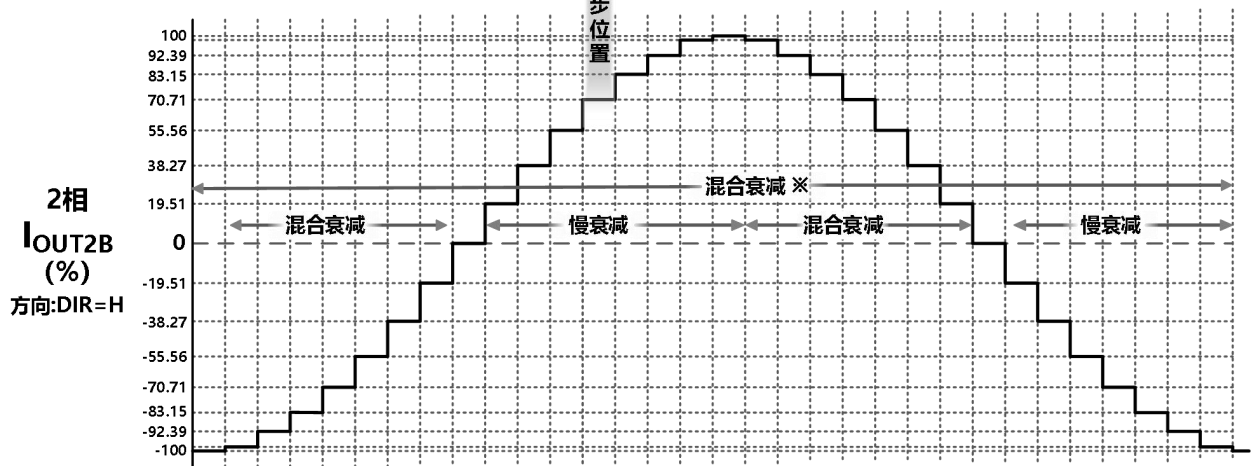 步
位
置
100
92.39
83.15
70.71
55.56
38.27
19.51
0
-19.51
-38.27
-55.56
-70.71
-83.15
-92.39
-100
2相
IOUT2B
(%)
方向:DIR=H
混合衰减 ※
混合衰减
慢衰减
混合衰减
慢衰减